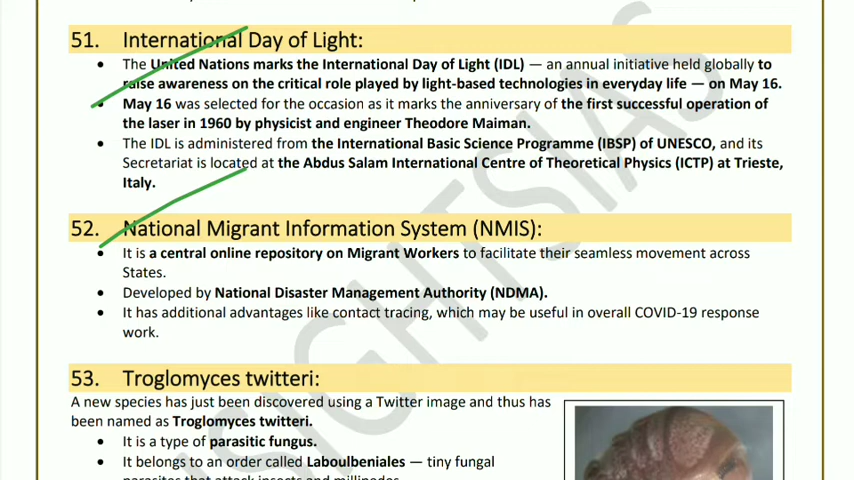 51. International Day of Light:
• The United Nations marks the International Day of Light (IDL) — an annual initiative held globally to
raise awareness on the critical role played by light-based technologies in everyday life — on May 16.
• May 16 was selected for the occasion as it marks the anniversary of the first successful operation of
the laser in 1960 by physicist and engineer Theodore Maiman.
• The IDL is administered from the International Basic Science Programme (IBSP) of UNESCO, and its
Secretariat is located at the Abdus Salam International Centre of Theoretical Physics (ICTP) at Trieste,
Italy.
52. National Migrant Information System (NMIS):
• It is a central online repository on Migrant Workers to facilitate their seamless movement across
States.
• Developed by National Disaster Management Authority (NDMA).
• It has additional advantages like contact tracing, which may be useful in overall COVID-19 response
work.
53. Troglomyces twitteri:
A new species has just been discovered using a Twitter image and thus has
been named as Troglomyces twitteri.
• It is a type of parasitic fungus.
• It belongs to an order called Laboulbeniales — tiny fungal
parasites that attack insects and millipedes
INSIGHTSIAS